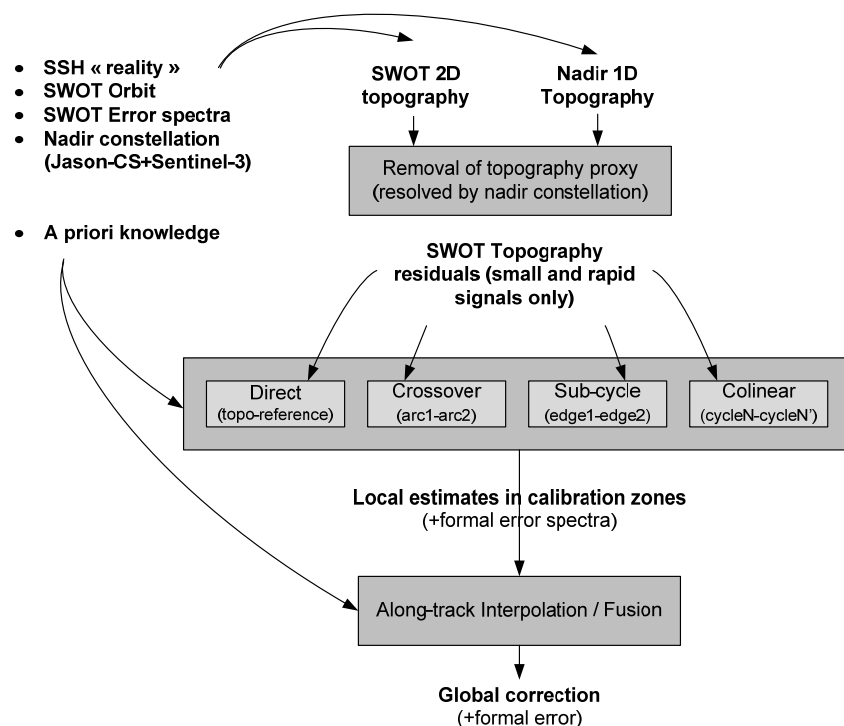 • SSH « reality »
• SWOT Orbit
• SWOT Error spectra
• Nadir constellation
(Jason-CS+Sentinel-3)
SWOT 2D
topography
Nadir 1D
Topography
Removal of topography proxy
(resolved by nadir constellation)
• A priori knowledge
SWOT Topography
residuals (small and rapid
signals only)
Direct
(topo-reference)
Crossover
(arc1-arc2)
Sub-cycle
(edge1-edge2)
Colinear
(cycleN-cycleN’)
Local estimates in calibration zones
(+formal error spectra)
Along-track Interpolation / Fusion
Global correction
(+formal error)